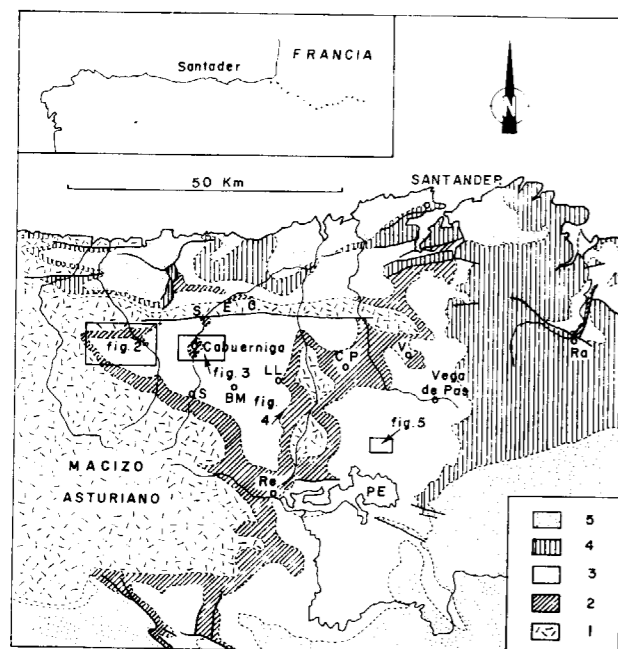 FRANCIA
Santader
N
50 Km
SANTANDER
S E G
fig. 2
Cabuerniga
fig. 3
LL
C P
V
Ra
BM
fig. 4
Vega de Pas
S
fig. 5
MACIZO ASTURIANO
Re
PE
5
4
3
2
1